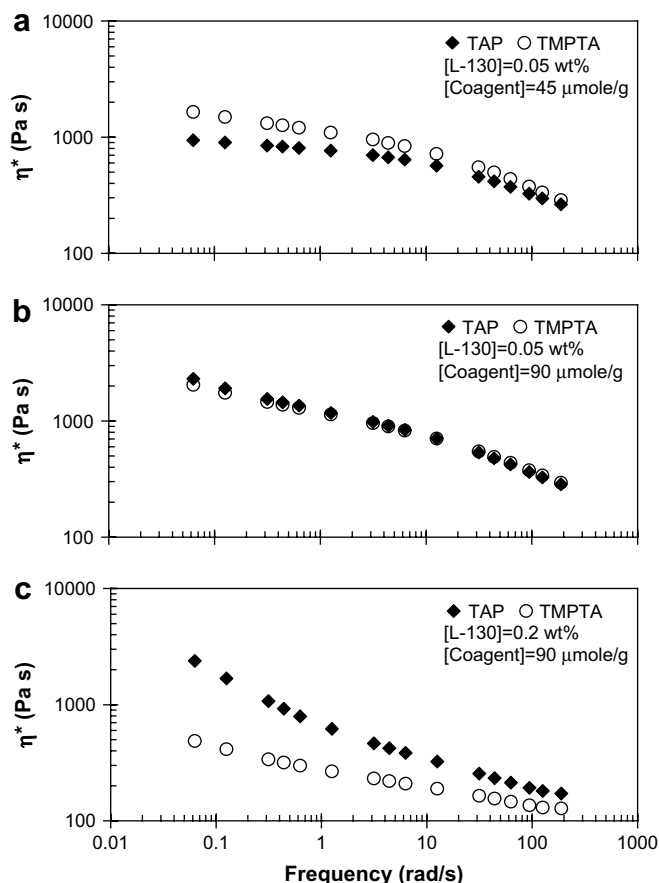 a
10000
1000
100
η* (Pa s)
◆ TAP ○ TMPTA
[L-130]=0.05 wt%
[Coagent]=45 μmole/g
b
10000
1000
100
η* (Pa s)
◆ TAP ○ TMPTA
[L-130]=0.05 wt%
[Coagent]=90 μmole/g
c
10000
1000
100
η* (Pa s)
◆ TAP ○ TMPTA
[L-130]=0.2 wt%
[Coagent]=90 μmole/g
0.01 0.1 1 10 100 1000
Frequency (rad/s)